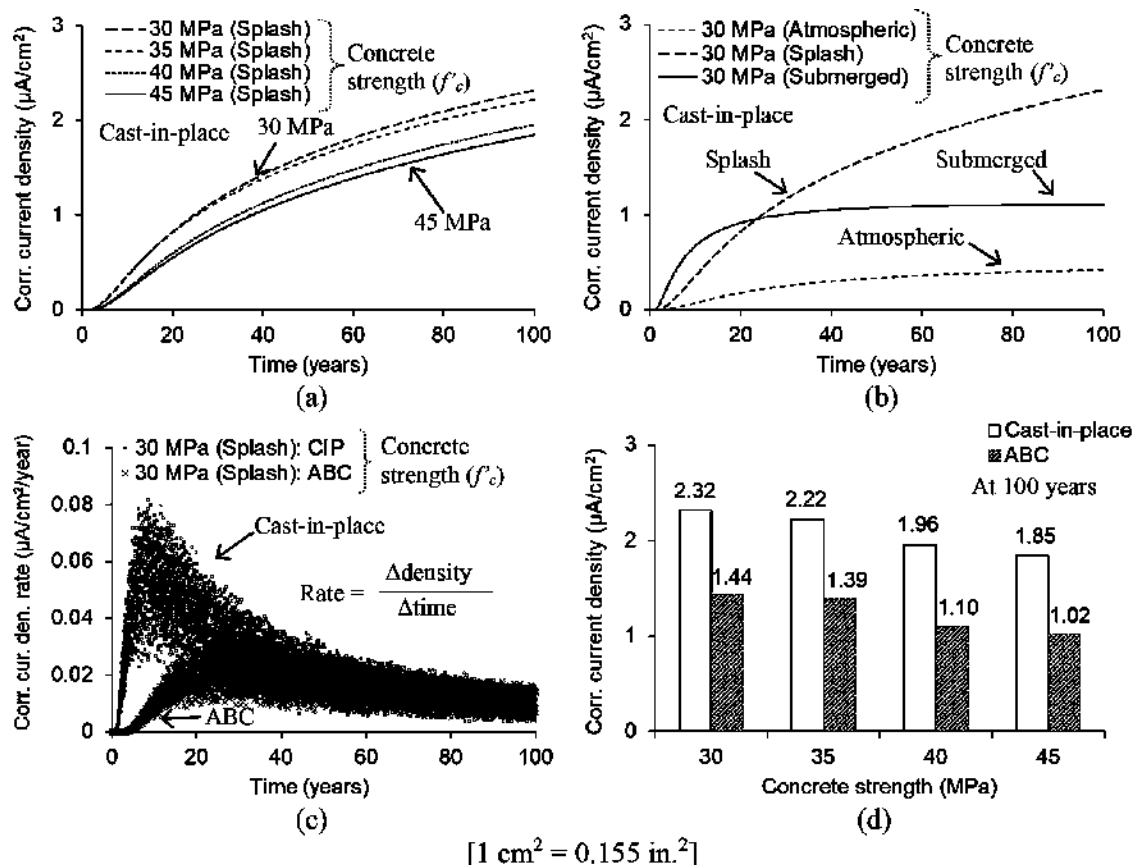 3
2
1
0
Corr. current density (µA/cm²)
30 MPa (Splash)
35 MPa (Splash)
40 MPa (Splash)
45 MPa (Splash)
Concrete
strength (f'c)
Cast-in-place
30 MPa
45 MPa
0 20 40 60 80 100
Time (years)
(a)
3
2
1
0
Corr. current density (µA/cm²)
30 MPa (Atmospheric)
30 MPa (Splash)
30 MPa (Submerged)
Concrete
strength (f'c)
Cast-in-place
Splash
Submerged
Atmospheric
0 20 40 60 80 100
Time (years)
(b)
0.1
0.08
0.06
0.04
0.02
0
Corr. cur. den. rate (µA/cm²/year)
30 MPa (Splash): CIP
30 MPa (Splash): ABC
Concrete
strength (f'c)
Cast-in-place
Rate = Δdensity
Δtime
ABC
0 20 40 60 80 100
Time (years)
(c)
3
2
1
0
Corr. current density (µA/cm²)
Cast-in-place
ABC
At 100 years
2.32
2.22
1.96
1.85
1.44
1.39
1.10
1.02
30 35 40 45
Concrete strength (MPa)
(d)
[1 cm² = 0.155 in.²]